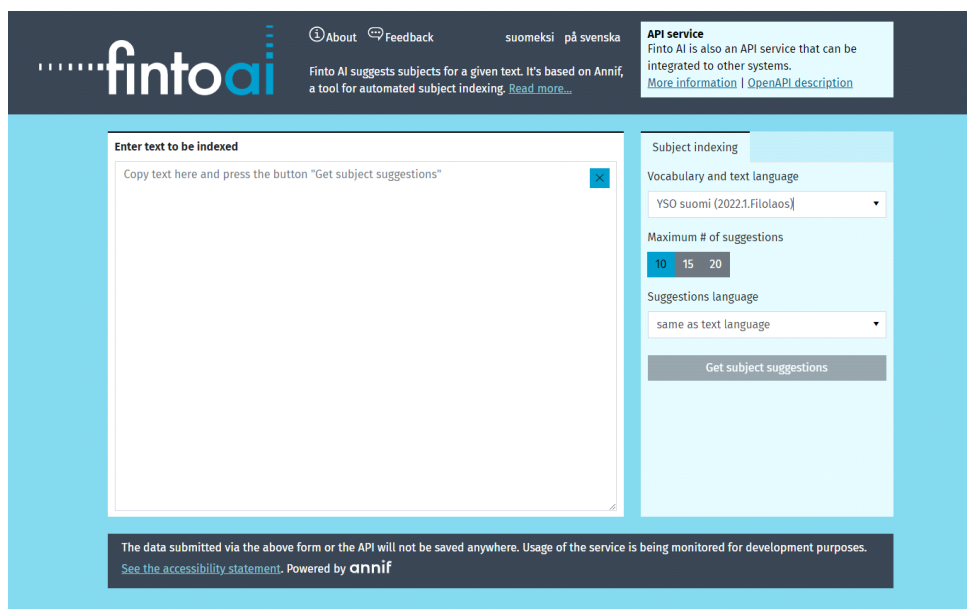 fintoai
About Feedback suomeksi på svenska
Finto AI suggests subjects for a given text. It's based on Annif,
a tool for automated subject indexing. Read more...
API service
Finto AI is also an API service that can be
integrated to other systems.
More information | OpenAPI description
Enter text to be indexed
Copy text here and press the button "Get subject suggestions"
Subject indexing
Vocabulary and text language
YSO suomi (2022.1.Filolaos)
Maximum # of suggestions
10 15 20
Suggestions language
same as text language
Get subject suggestions
The data submitted via the above form or the API will not be saved anywhere. Usage of the service is being monitored for development purposes.
See the accessibility statement. Powered by annif